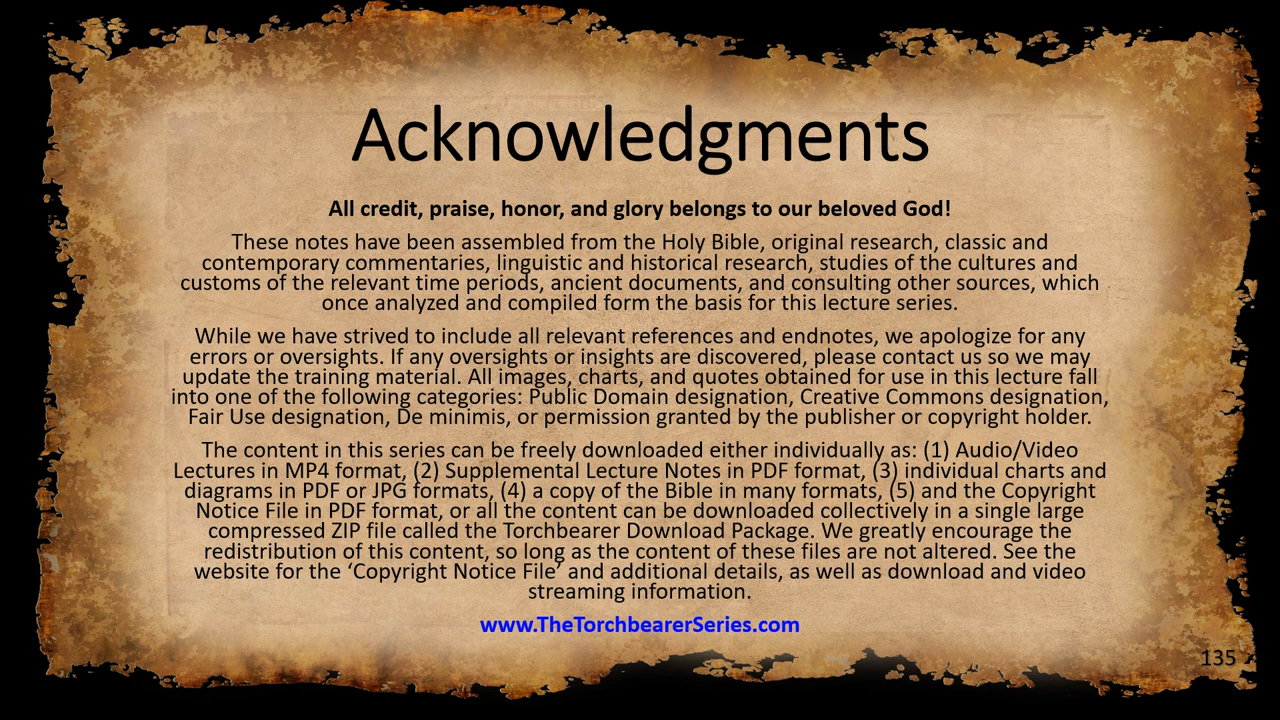 Acknowledgments
All credit, praise, honor, and glory belongs to our beloved God!
These notes have been assembled from the Holy Bible, original research, classic and
contemporary commentaries, linguistic and historical research, studies of the cultures and
customs of the relevant time periods, ancient documents, and consulting other sources, which
once analyzed and compiled form the basis for this lecture series.
While we have strived to include all relevant references and endnotes, we apologize for any
errors or oversights. If any oversights or insights are discovered, please contact us so we may
update the training material. All images, charts, and quotes obtained for use in this lecture fall
into one of the following categories: Public Domain designation, Creative Commons designation,
Fair Use designation, De minimis, or permission granted by the publisher or copyright holder.
The content in this series can be freely downloaded either individually as: (1) Audio/Video
Lectures in MP4 format, (2) Supplemental Lecture Notes in PDF format, (3) individual charts and
diagrams in PDF or JPG formats, (4) a copy of the Bible in many formats, (5) and the Copyright
Notice File in PDF format, or all the content can be downloaded collectively in a single large
compressed ZIP file called the Torchbearer Download Package. We greatly encourage the
redistribution of this content, so long as the content of these files are not altered. See the
website for the ‘Copyright Notice File’ and additional details, as well as download and video
streaming information.
www.TheTorchbearerSeries.com
135